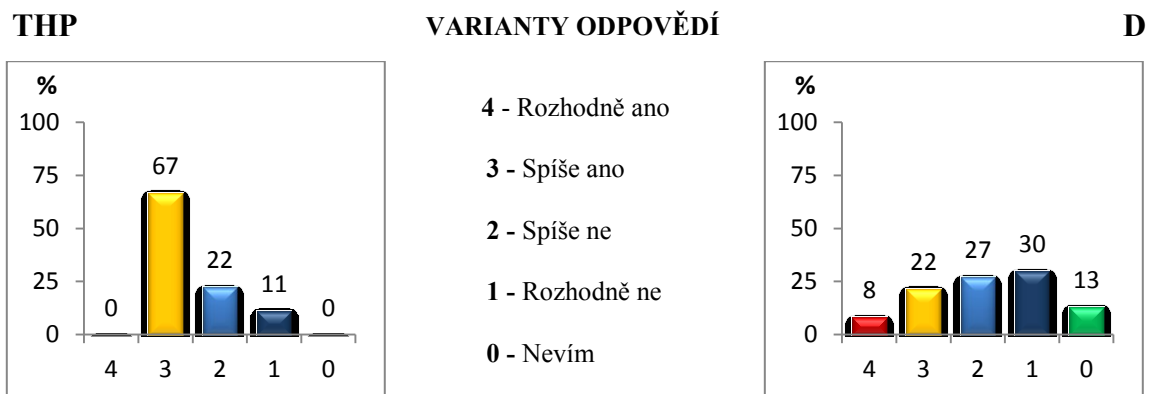 THP
VARIANTY ODPOVĚDÍ
D
%
100
75
50
25
0
0
67
22
11
0
4 3 2 1 0
4 - Rozhodně ano
3 - Spíše ano
2 - Spíše ne
1 - Rozhodně ne
0 - Nevím
%
100
75
50
25
0
8
22
27
30
13
4 3 2 1 0